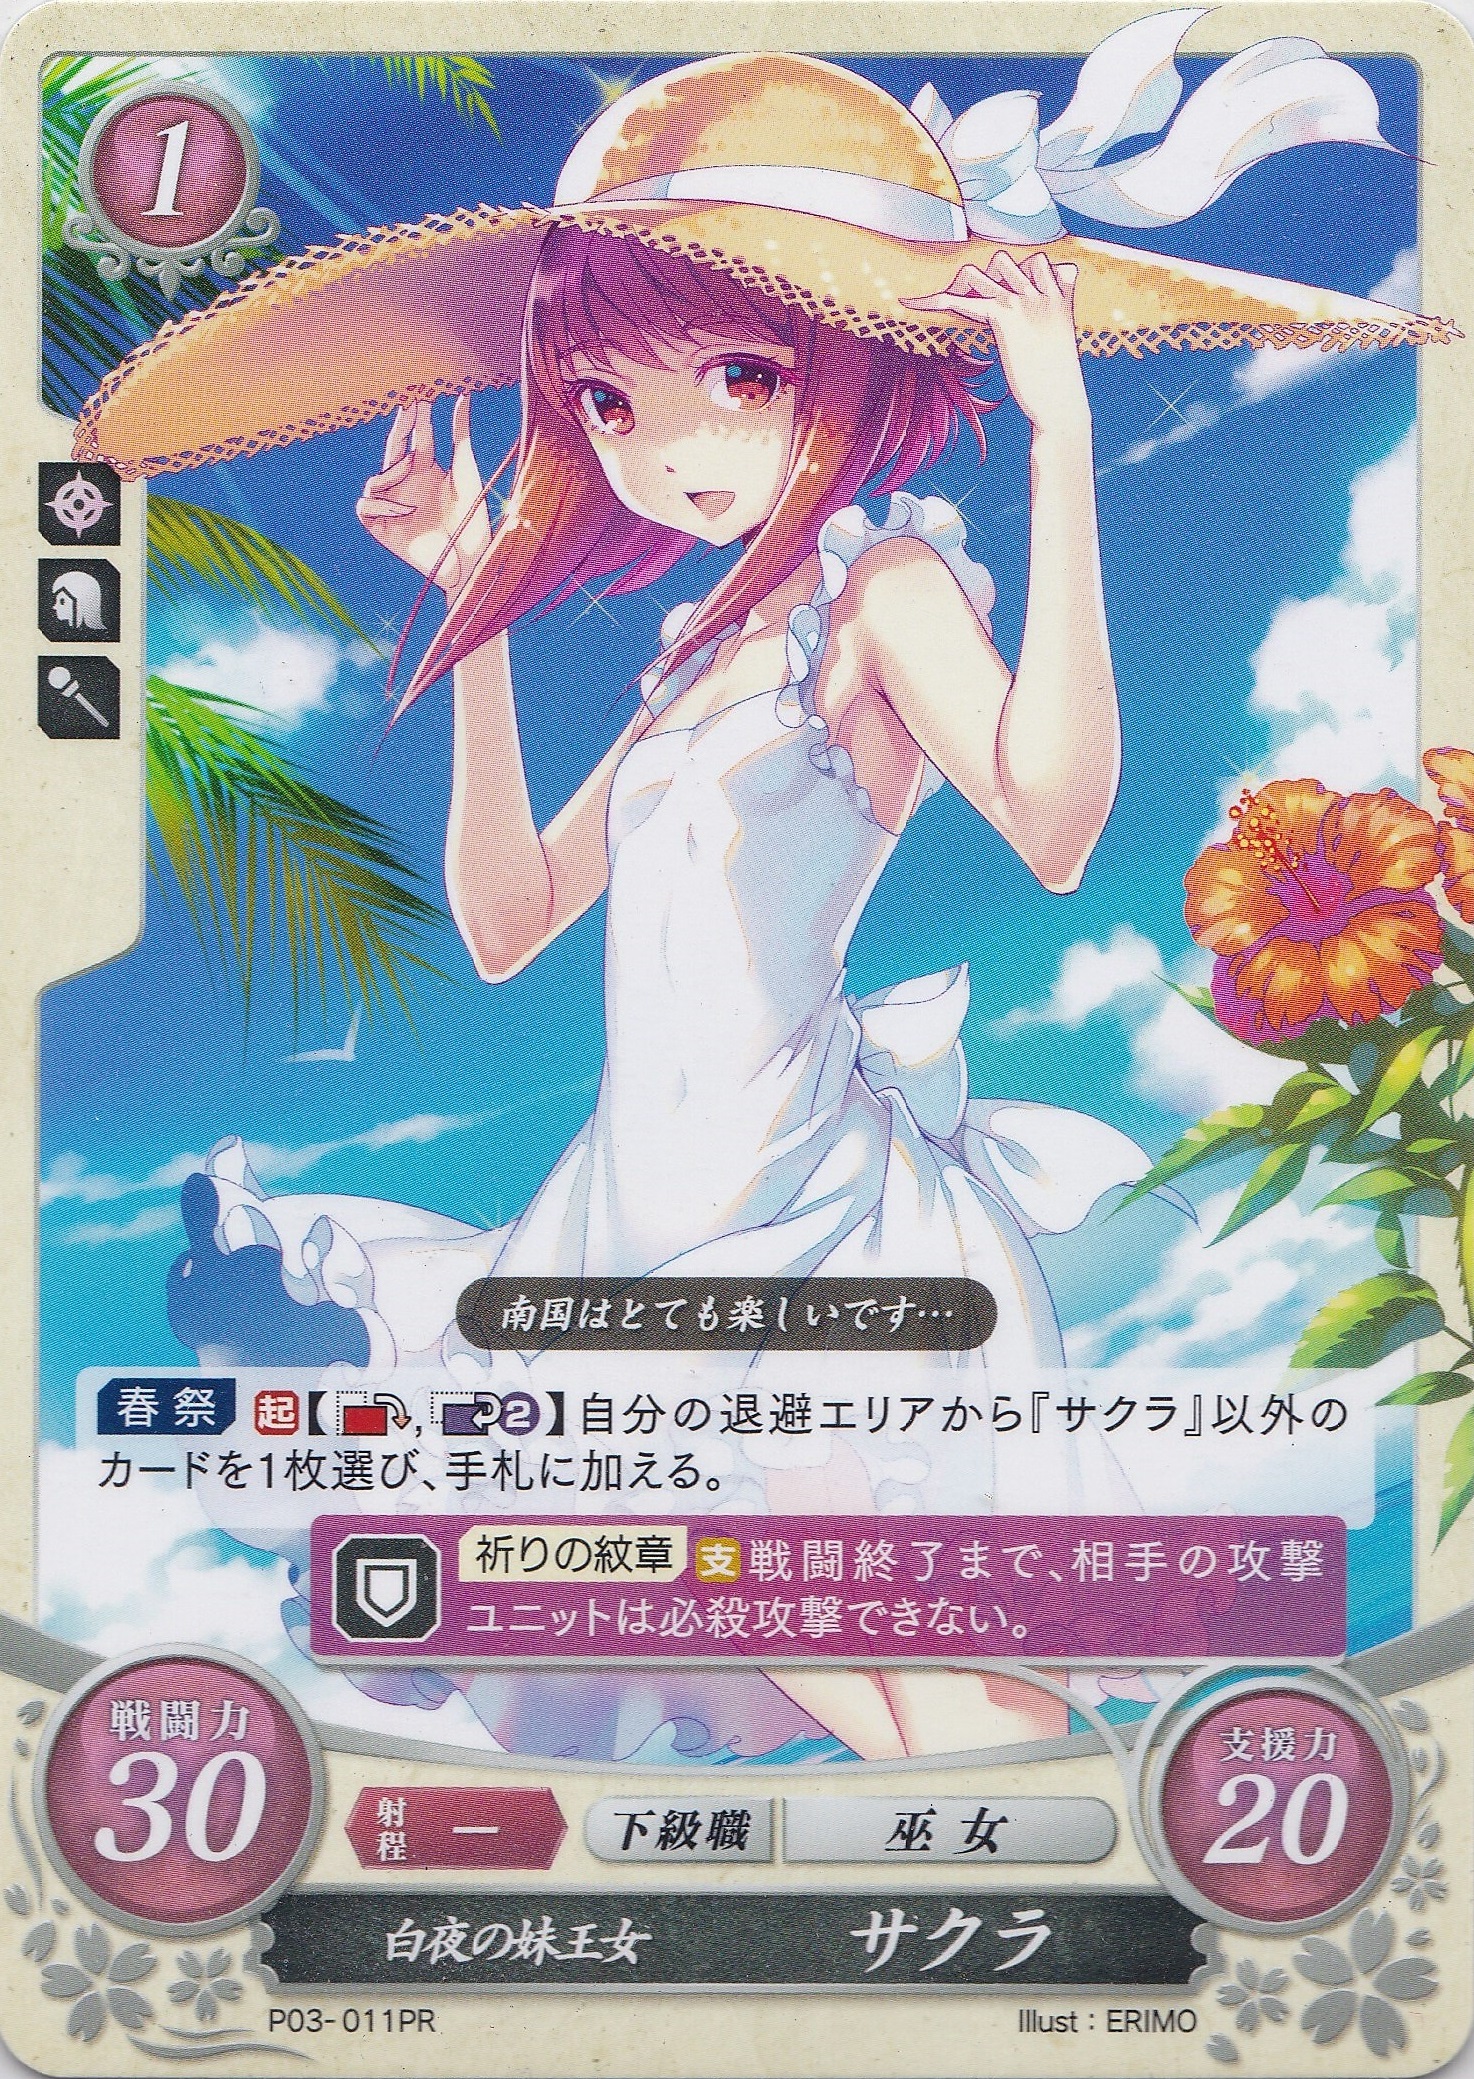 1
南国はとても楽しいです…
春祭 起【 , 2】自分の退避エリアから『サクラ』以外の
カードを1枚選び、手札に加える。
祈りの紋章 支戦闘終了まで、相手の攻撃
ユニットは必殺攻撃できない。
戦闘力
30
射程 ー
下級職
巫女
支援力
20
白夜の妹王女 サクラ
P03-011PR
Illust：ERIMO